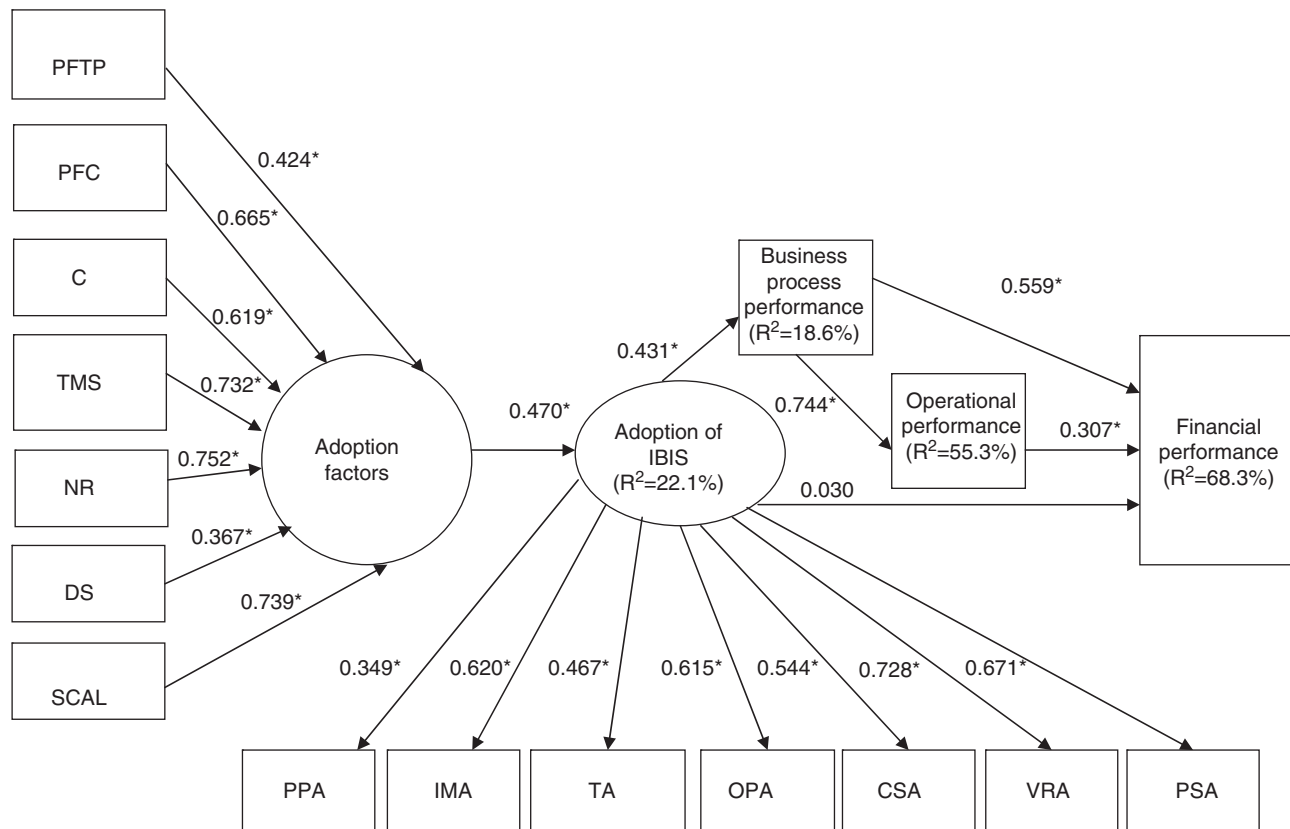 PFTP
PFC
C
TMS
NR
DS
SCAL
0.424*
0.665*
0.619*
0.732*
0.752*
0.367*
0.739*
Adoption
factors
0.470*
Adoption of
IBIS
(R²=22.1%)
0.431*
Business
process
performance
(R²=18.6%)
0.744*
0.559*
Operational
performance
(R²=55.3%)
0.307*
0.030
Financial
performance
(R²=68.3%)
0.349*
0.620*
0.467*
0.615*
0.544*
0.728*
0.671*
PPA
IMA
TA
OPA
CSA
VRA
PSA